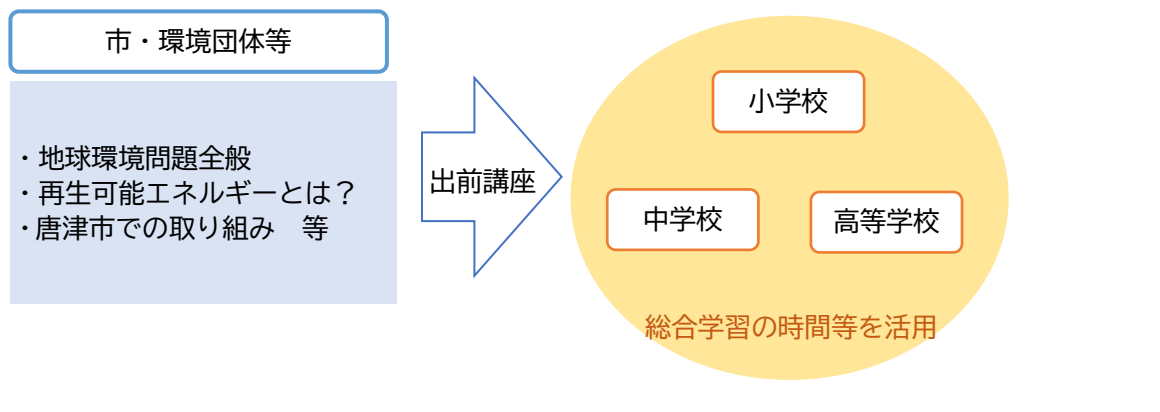 市・環境団体等
・地球環境問題全般
・再生可能エネルギーとは？
・唐津市での取り組み　等
出前講座
小学校
中学校
高等学校
総合学習の時間等を活用